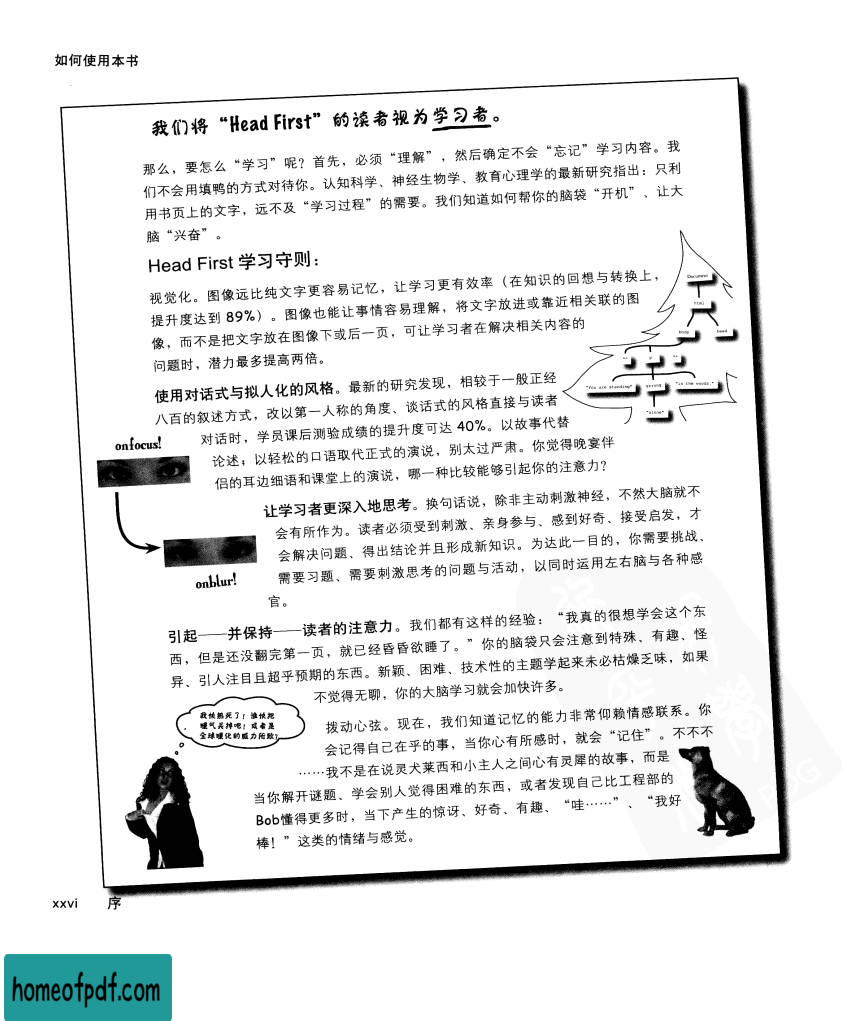 如何使用本书
我们将“Head First”的读者视为学习者。
那么，要怎么“学习”呢？首先，必须“理解”，然后确定不会“忘记”学习内容。我
们不会用填鸭的方式对待你。认知科学、神经生物学、教育心理学的最新研究指出：只利
用书页上的文字，远不及“学习过程”的需要。我们知道如何帮你的脑袋“开机”、让大
脑“兴奋”。
Head First 学习守则：
视觉化。图像远比纯文字更容易记忆，让学习更有效率（在知识的回想与转换上，
提升度达到 89%）。图像也能让事情容易理解，将文字放进或靠近相关联的图
像，而不是把文字放在图像下或后一页，可让学习者在解决相关内容的
问题时，潜力最多提高两倍。
Document
html
body
head
p
"You are standing"
strong
"in the woods."
"alone"
使用对话式与拟人化的风格。最新的研究发现，相较于一般正经
八百的叙述方式，改以第一人称的角度、谈话式的风格直接与读者
对话时，学员课后测验成绩的提升度可达 40%。以故事代替
论述；以轻松的口语取代正式的演说，别太过严肃。你觉得晚宴伴
侣的耳边细语和课堂上的演说，哪一种比较能够引起你的注意力？
onfocus!
onblur!
让学习者更深入地思考。换句话说，除非主动刺激神经，不然大脑就不
会有所作为。读者必须受到刺激、亲身参与、感到好奇、接受启发，才
会解决问题、得出结论并且形成新知识。为达此一目的，你需要挑战、
需要习题、需要刺激思考的问题与活动，以同时运用左右脑与各种感
官。
引起——并保持——读者的注意力。我们都有这样的经验：“我真的很想学会这个东
西，但是还没翻完第一页，就已经昏昏欲睡了。”你的脑袋只会注意到特殊、有趣、怪
异、引人注目且超乎预期的东西。新颖、困难、技术性的主题学起来未必枯燥乏味，如果
不觉得无聊，你的大脑学习就会加快许多。
我快热死了！谁快把
暖气关掉吧！或者是
全球暖化的威力所致？
拨动心弦。现在，我们知道记忆的能力非常仰赖情感联系。你
会记得自己在乎的事，当你心有所感时，就会“记住”。不不不
……我不是在说灵犬莱西和小主人之间心有灵犀的故事，而是
当你解开谜题、学会别人觉得困难的东西，或者发现自己比工程部的
Bob懂得更多时，当下产生的惊讶、好奇、有趣、“哇……”、“我好
棒！”这类的情绪与感觉。
xxvi 序
homeofpdf.com